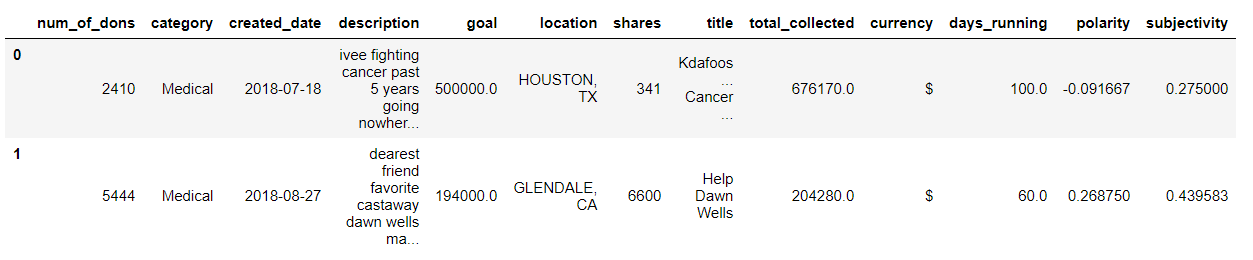 num_of_dons category created_date description goal location shares title total_collected currency days_running polarity subjectivity
0
ivee fighting
cancer past
5 years
going
nowher...
2410 Medical 2018-07-18 500000.0 HOUSTON,
TX 341 Kdafoos
...
Cancer
... 676170.0 $ 100.0 -0.091667 0.275000
1
dearest
friend
favorite
castaway
dawn wells
ma...
5444 Medical 2018-08-27 194000.0 GLENDALE,
CA 6600 Help
Dawn
Wells 204280.0 $ 60.0 0.268750 0.439583